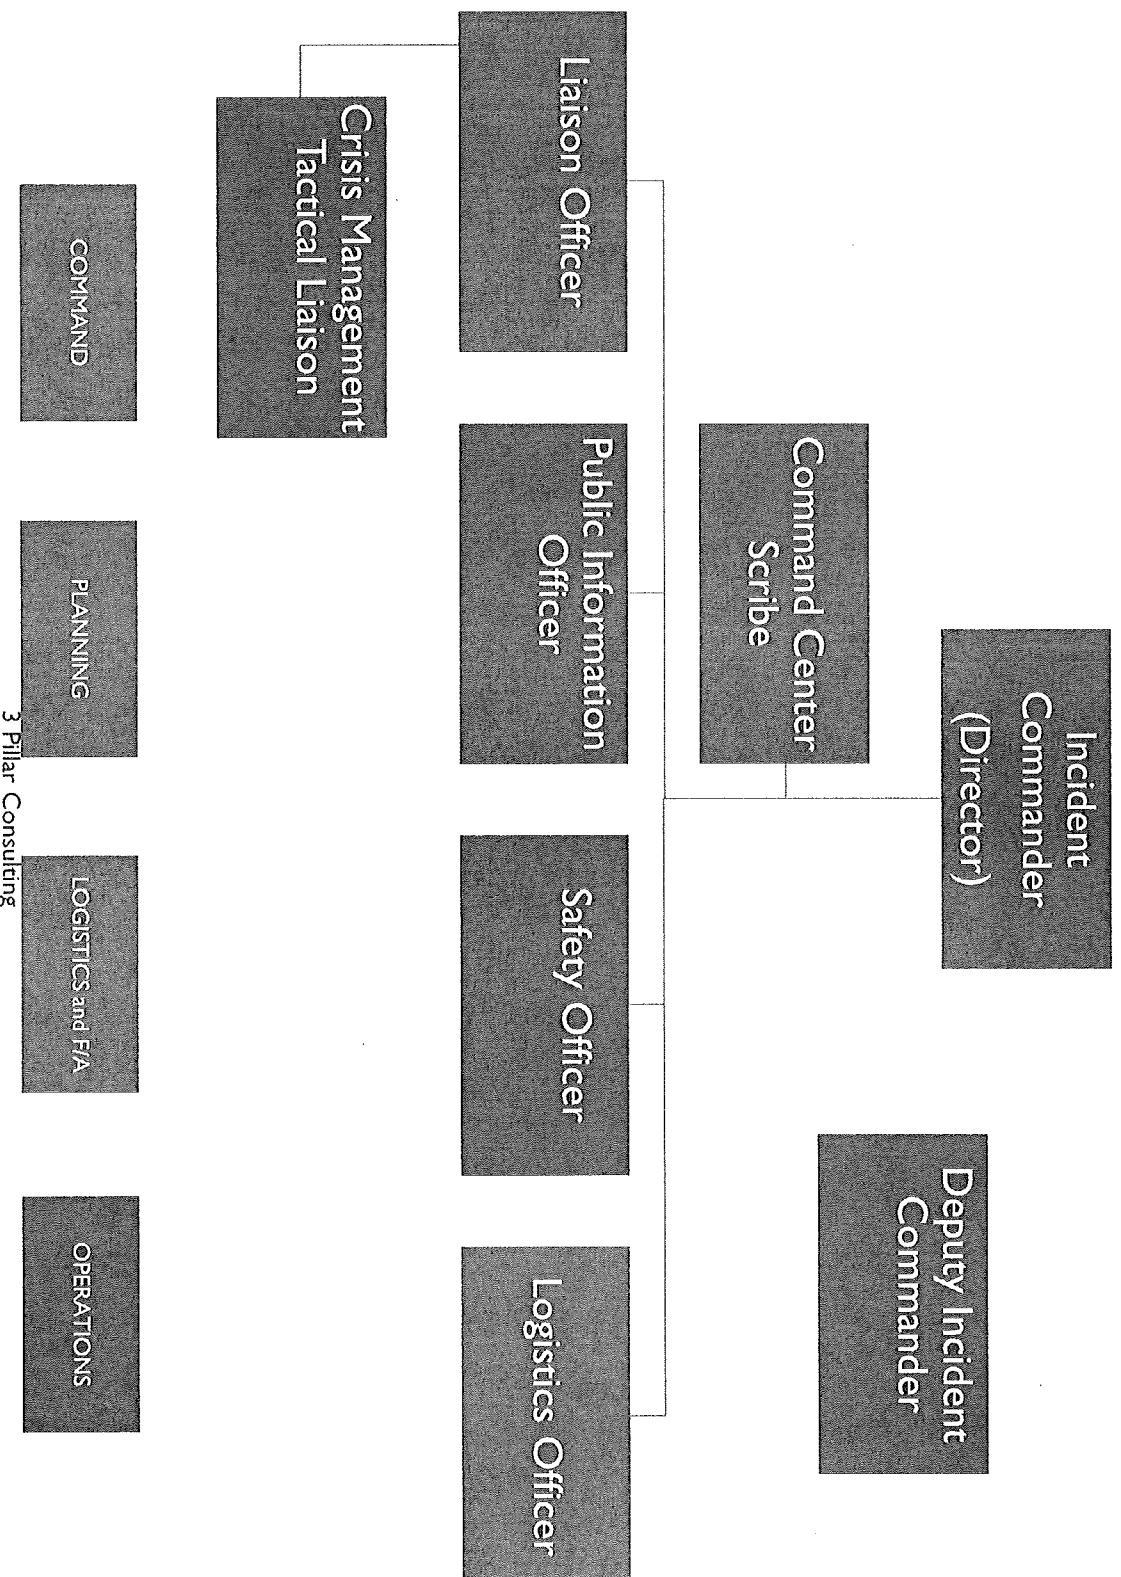 Incident
Commander
(Director)
Deputy Incident
Commander
Command Center
Scribe
Liaison Officer
Public Information
Officer
Safety Officer
Logistics Officer
Crisis Management
Tactical Liaison
COMMAND
PLANNING
LOGISTICS and F/A
OPERATIONS
3 Pillar Consulting